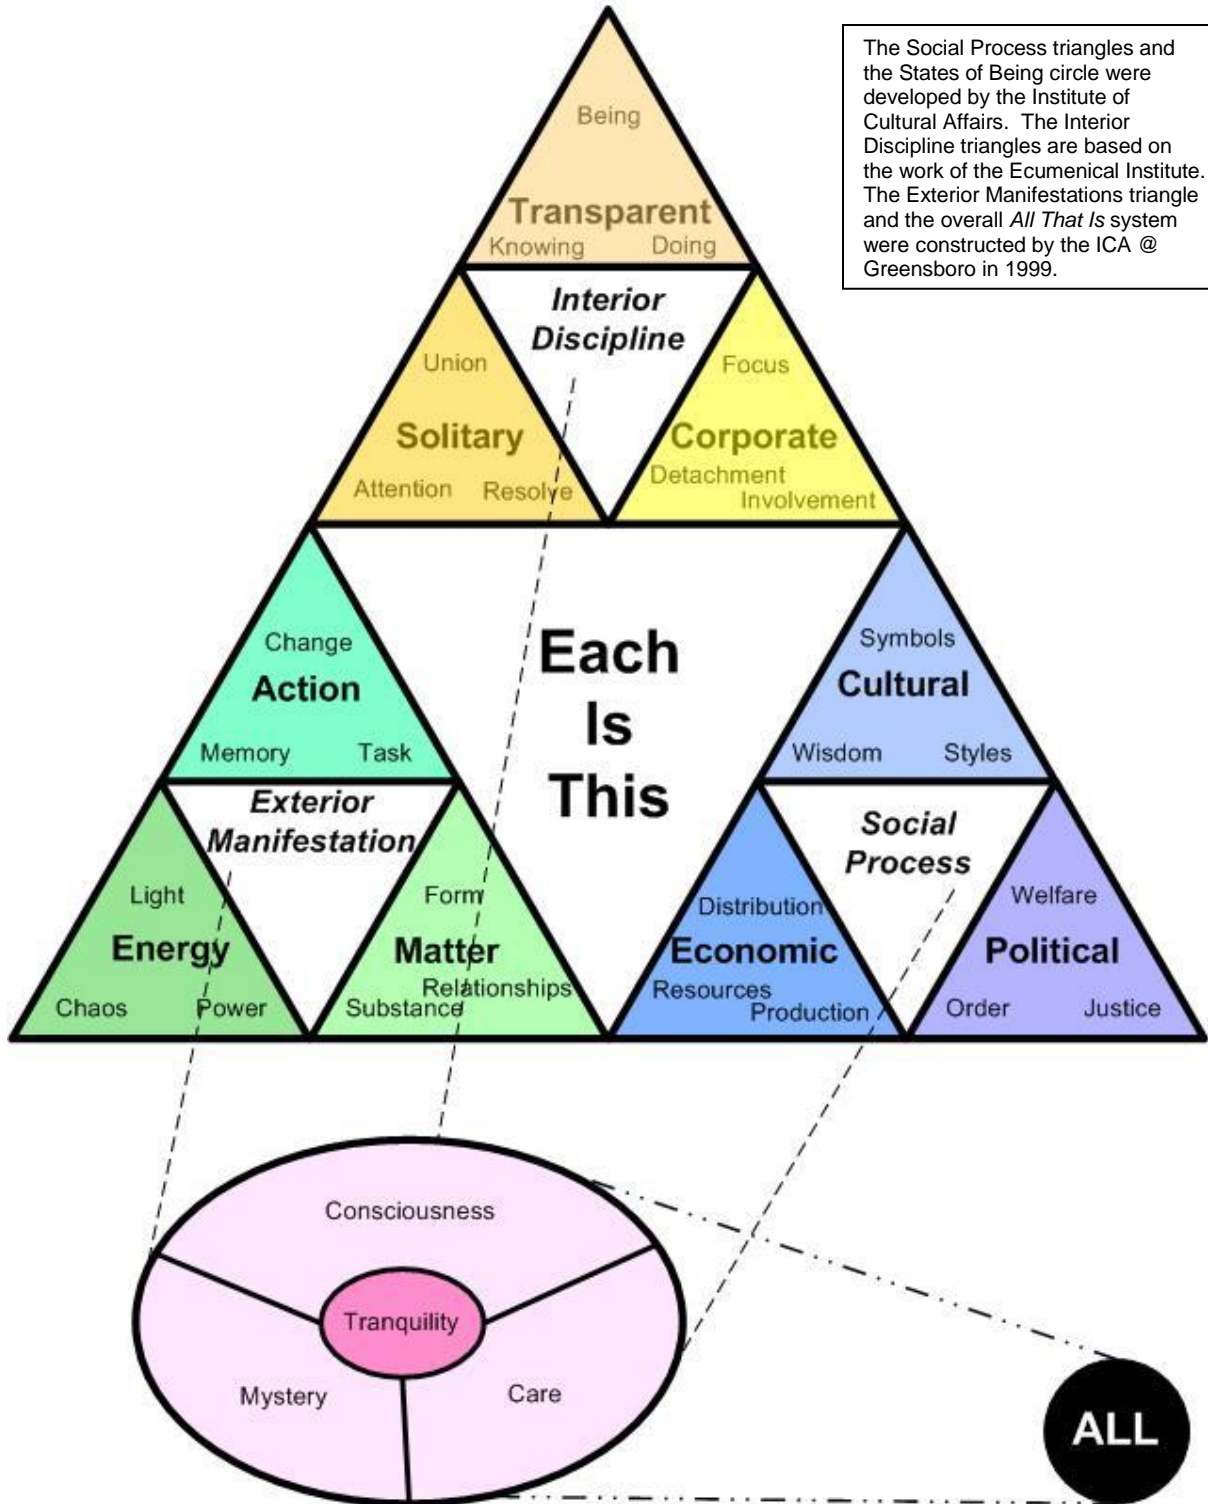 The Social Process triangles and
the States of Being circle were
developed by the Institute of
Cultural Affairs.  The Interior
Discipline triangles are based on
the work of the Ecumenical Institute.
The Exterior Manifestations triangle
and the overall All That Is system
were constructed by the ICA @
Greensboro in 1999.
Being
Transparent
Knowing
Doing
Interior
Discipline
Union
Solitary
Attention
Resolve
Focus
Corporate
Detachment
Involvement
Each
Is
This
Change
Action
Memory
Task
Exterior
Manifestation
Light
Energy
Chaos
Power
Form
Matter
Relationships
Substance
Symbols
Cultural
Wisdom
Styles
Social
Process
Distribution
Economic
Resources
Production
Welfare
Political
Order
Justice
Consciousness
Tranquility
Mystery
Care
ALL